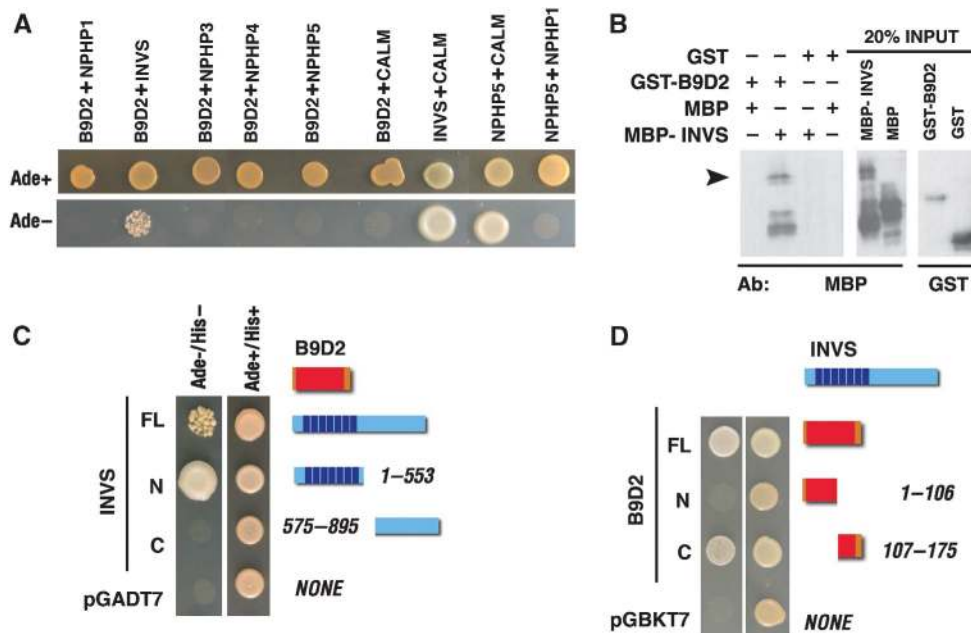 A
B9D2+NPHP1
B9D2+INVS
B9D2+NPHP3
B9D2+NPHP4
B9D2+NPHP5
B9D2+CALM
INVS+CALM
NPHP5+CALM
NPHP5+NPHP1
Ade+
Ade–
B
20% INPUT
GST – – + +
GST-B9D2 + + – –
MBP + – – +
MBP- INVS – + + –
MBP- INVS
MBP
GST-B9D2
GST
Ab: MBP GST
C
Ade-/His–
Ade+/His+
B9D2
INVS
FL
N 1–553
C 575–895
pGADT7 NONE
D
INVS
B9D2
FL
N 1–106
C 107–175
pGBKT7 NONE